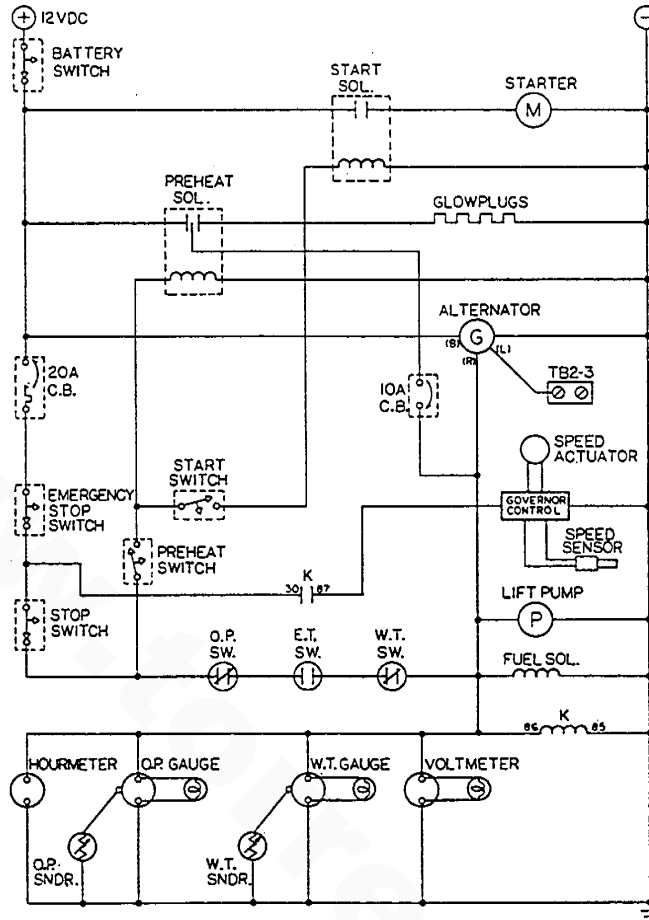 + 12VDC
-
BATTERY
SWITCH
START
SOL.
STARTER
M
PREHEAT
SOL.
GLOWPLUGS
ALTERNATOR
G
(B)
(R)
(L)
TB2-3
20A
C.B.
10A
C.B.
SPEED
ACTUATOR
START
SWITCH
EMERGENCY
STOP
SWITCH
GOVERNOR
CONTROL
PREHEAT
SWITCH
SPEED
SENSOR
K
30 87
STOP
SWITCH
LIFT PUMP
P
O.P.
SW.
E.T.
SW.
W.T.
SW.
FUEL SOL.
K
86 85
HOURMETER
O.P. GAUGE
W.T. GAUGE
VOLTMETER
O.P.
SNDR.
W.T.
SNDR.